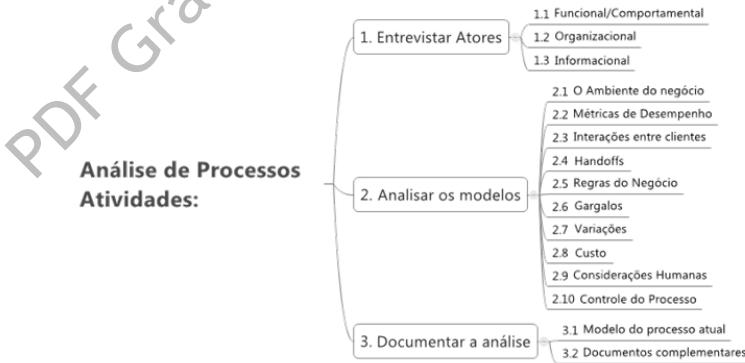 PDF Gra
Análise de Processos
Atividades:
1. Entrevistar Atores
1.1 Funcional/Comportamental
1.2 Organizacional
1.3 Informacional
2. Analisar os modelos
2.1 O Ambiente do negócio
2.2 Métricas de Desempenho
2.3 Interações entre clientes
2.4 Handoffs
2.5 Regras do Negócio
2.6 Gargalos
2.7 Variações
2.8 Custo
2.9 Considerações Humanas
2.10 Controle do Processo
3. Documentar a análise
3.1 Modelo do processo atual
3.2 Documentos complementares